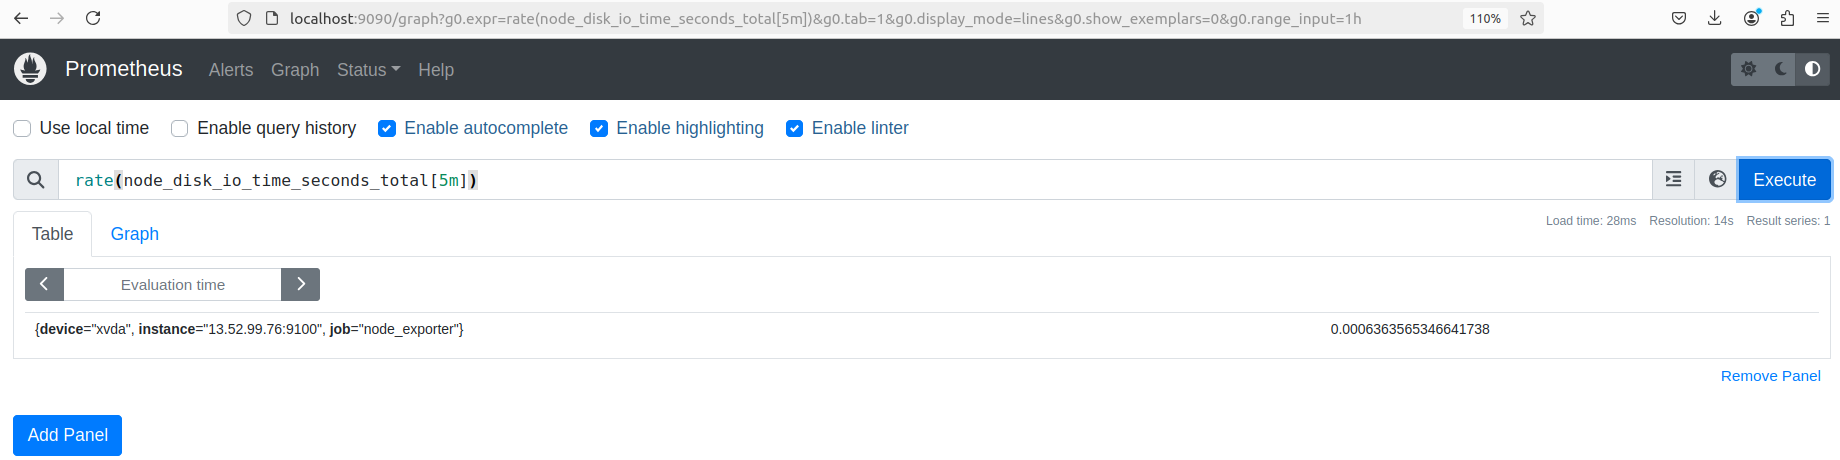 localhost:9090/graph?g0.expr=rate(node_disk_io_time_seconds_total[5m])&g0.tab=1&g0.display_mode=lines&g0.show_exemplars=0&g0.range_input=1h 110%
Prometheus Alerts Graph Status Help
Use local time Enable query history Enable autocomplete Enable highlighting Enable linter
rate(node_disk_io_time_seconds_total[5m]) Execute
Table Graph Load time: 28ms Resolution: 14s Result series: 1
Evaluation time
{device="xvda", instance="13.52.99.76:9100", job="node_exporter"} 0.0006363565346641738
Remove Panel
Add Panel